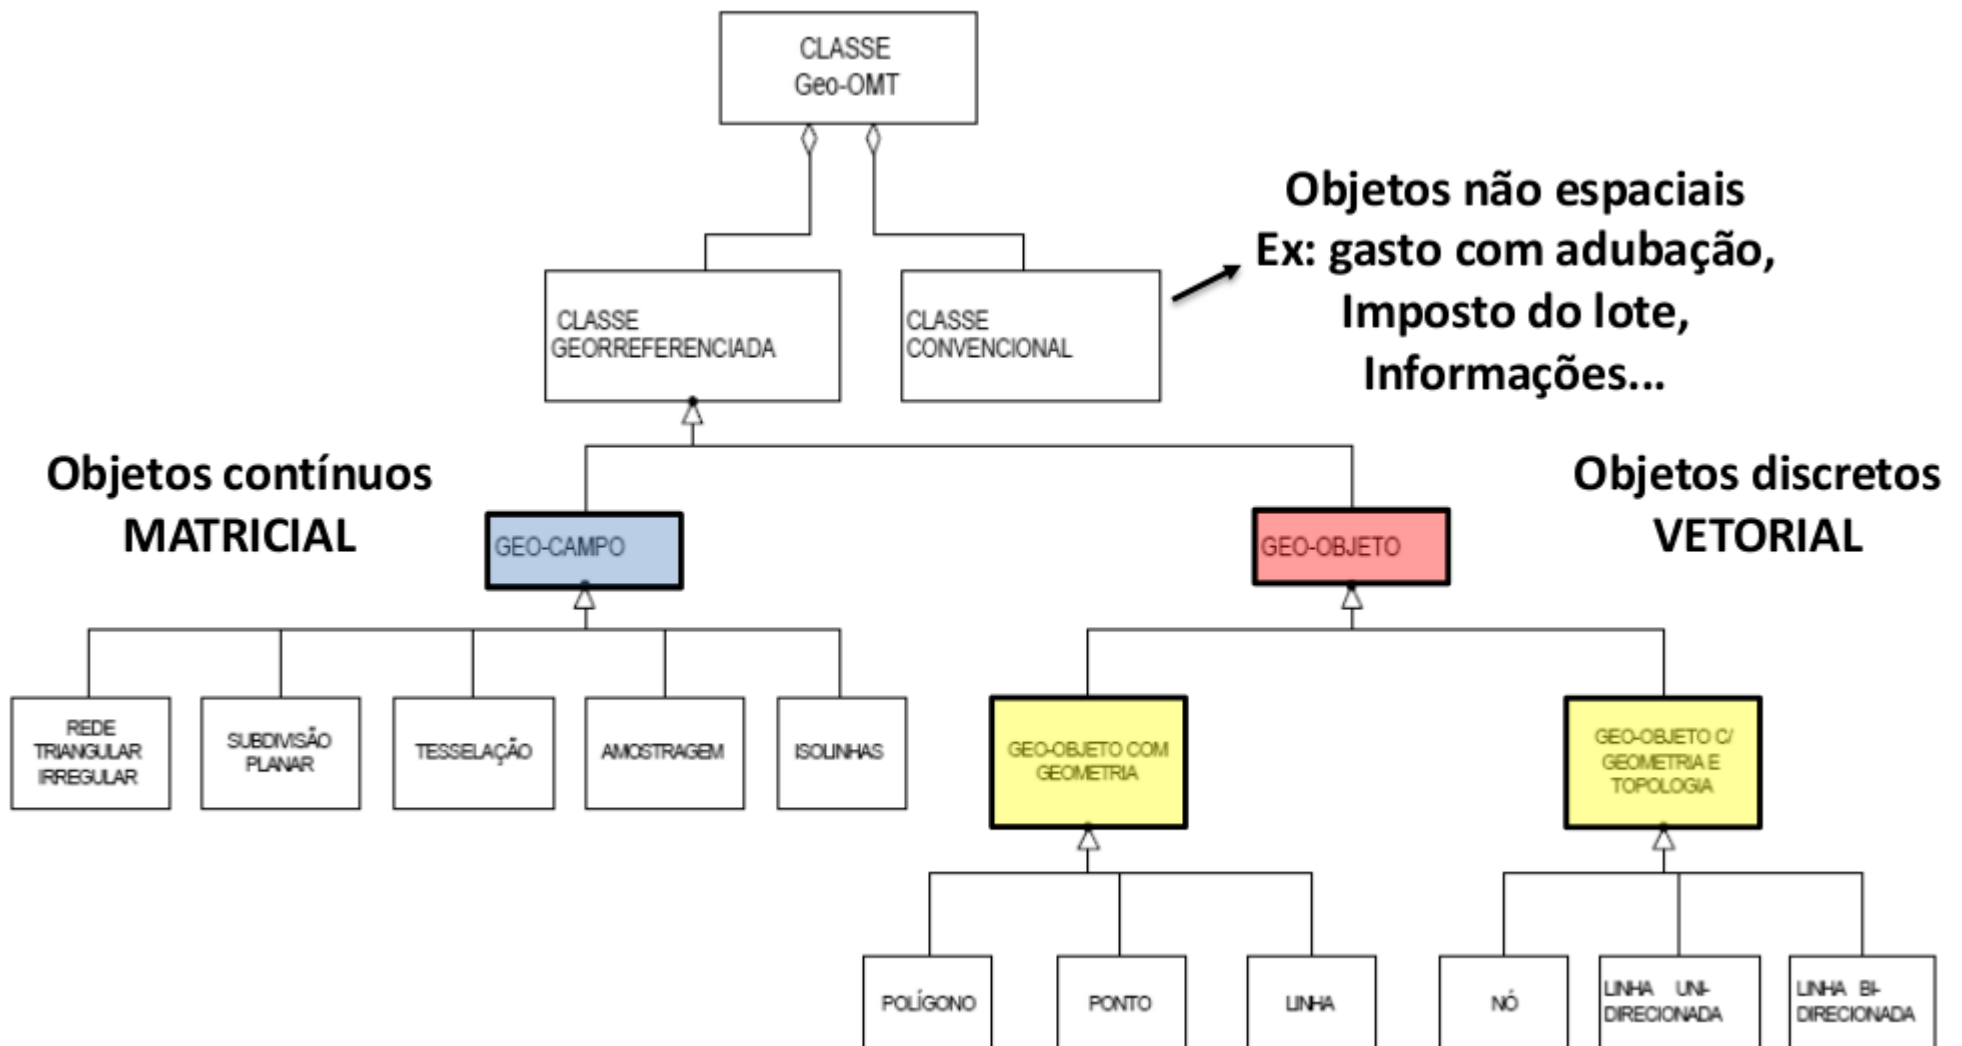 CLASSE
Geo-OMT
Objetos não espaciais
Ex: gasto com adubação,
Imposto do lote,
Informações...
CLASSE
GEORREFERENCIADA
CLASSE
CONVENCIONAL
Objetos contínuos
MATRICIAL
Objetos discretos
VETORIAL
GEO-CAMPO
GEO-OBJETO
REDE
TRIANGULAR
IRREGULAR
SUBDIVISÃO
PLANAR
TESSELAÇÃO
AMOSTRAGEM
ISOLINHAS
GEO-OBJETO COM
GEOMETRIA
GEO-OBJETO C/
GEOMETRIA E
TOPOLOGIA
POLÍGONO
PONTO
LINHA
NÓ
LINHA UNI-
DIRECIONADA
LINHA BI-
DIRECIONADA